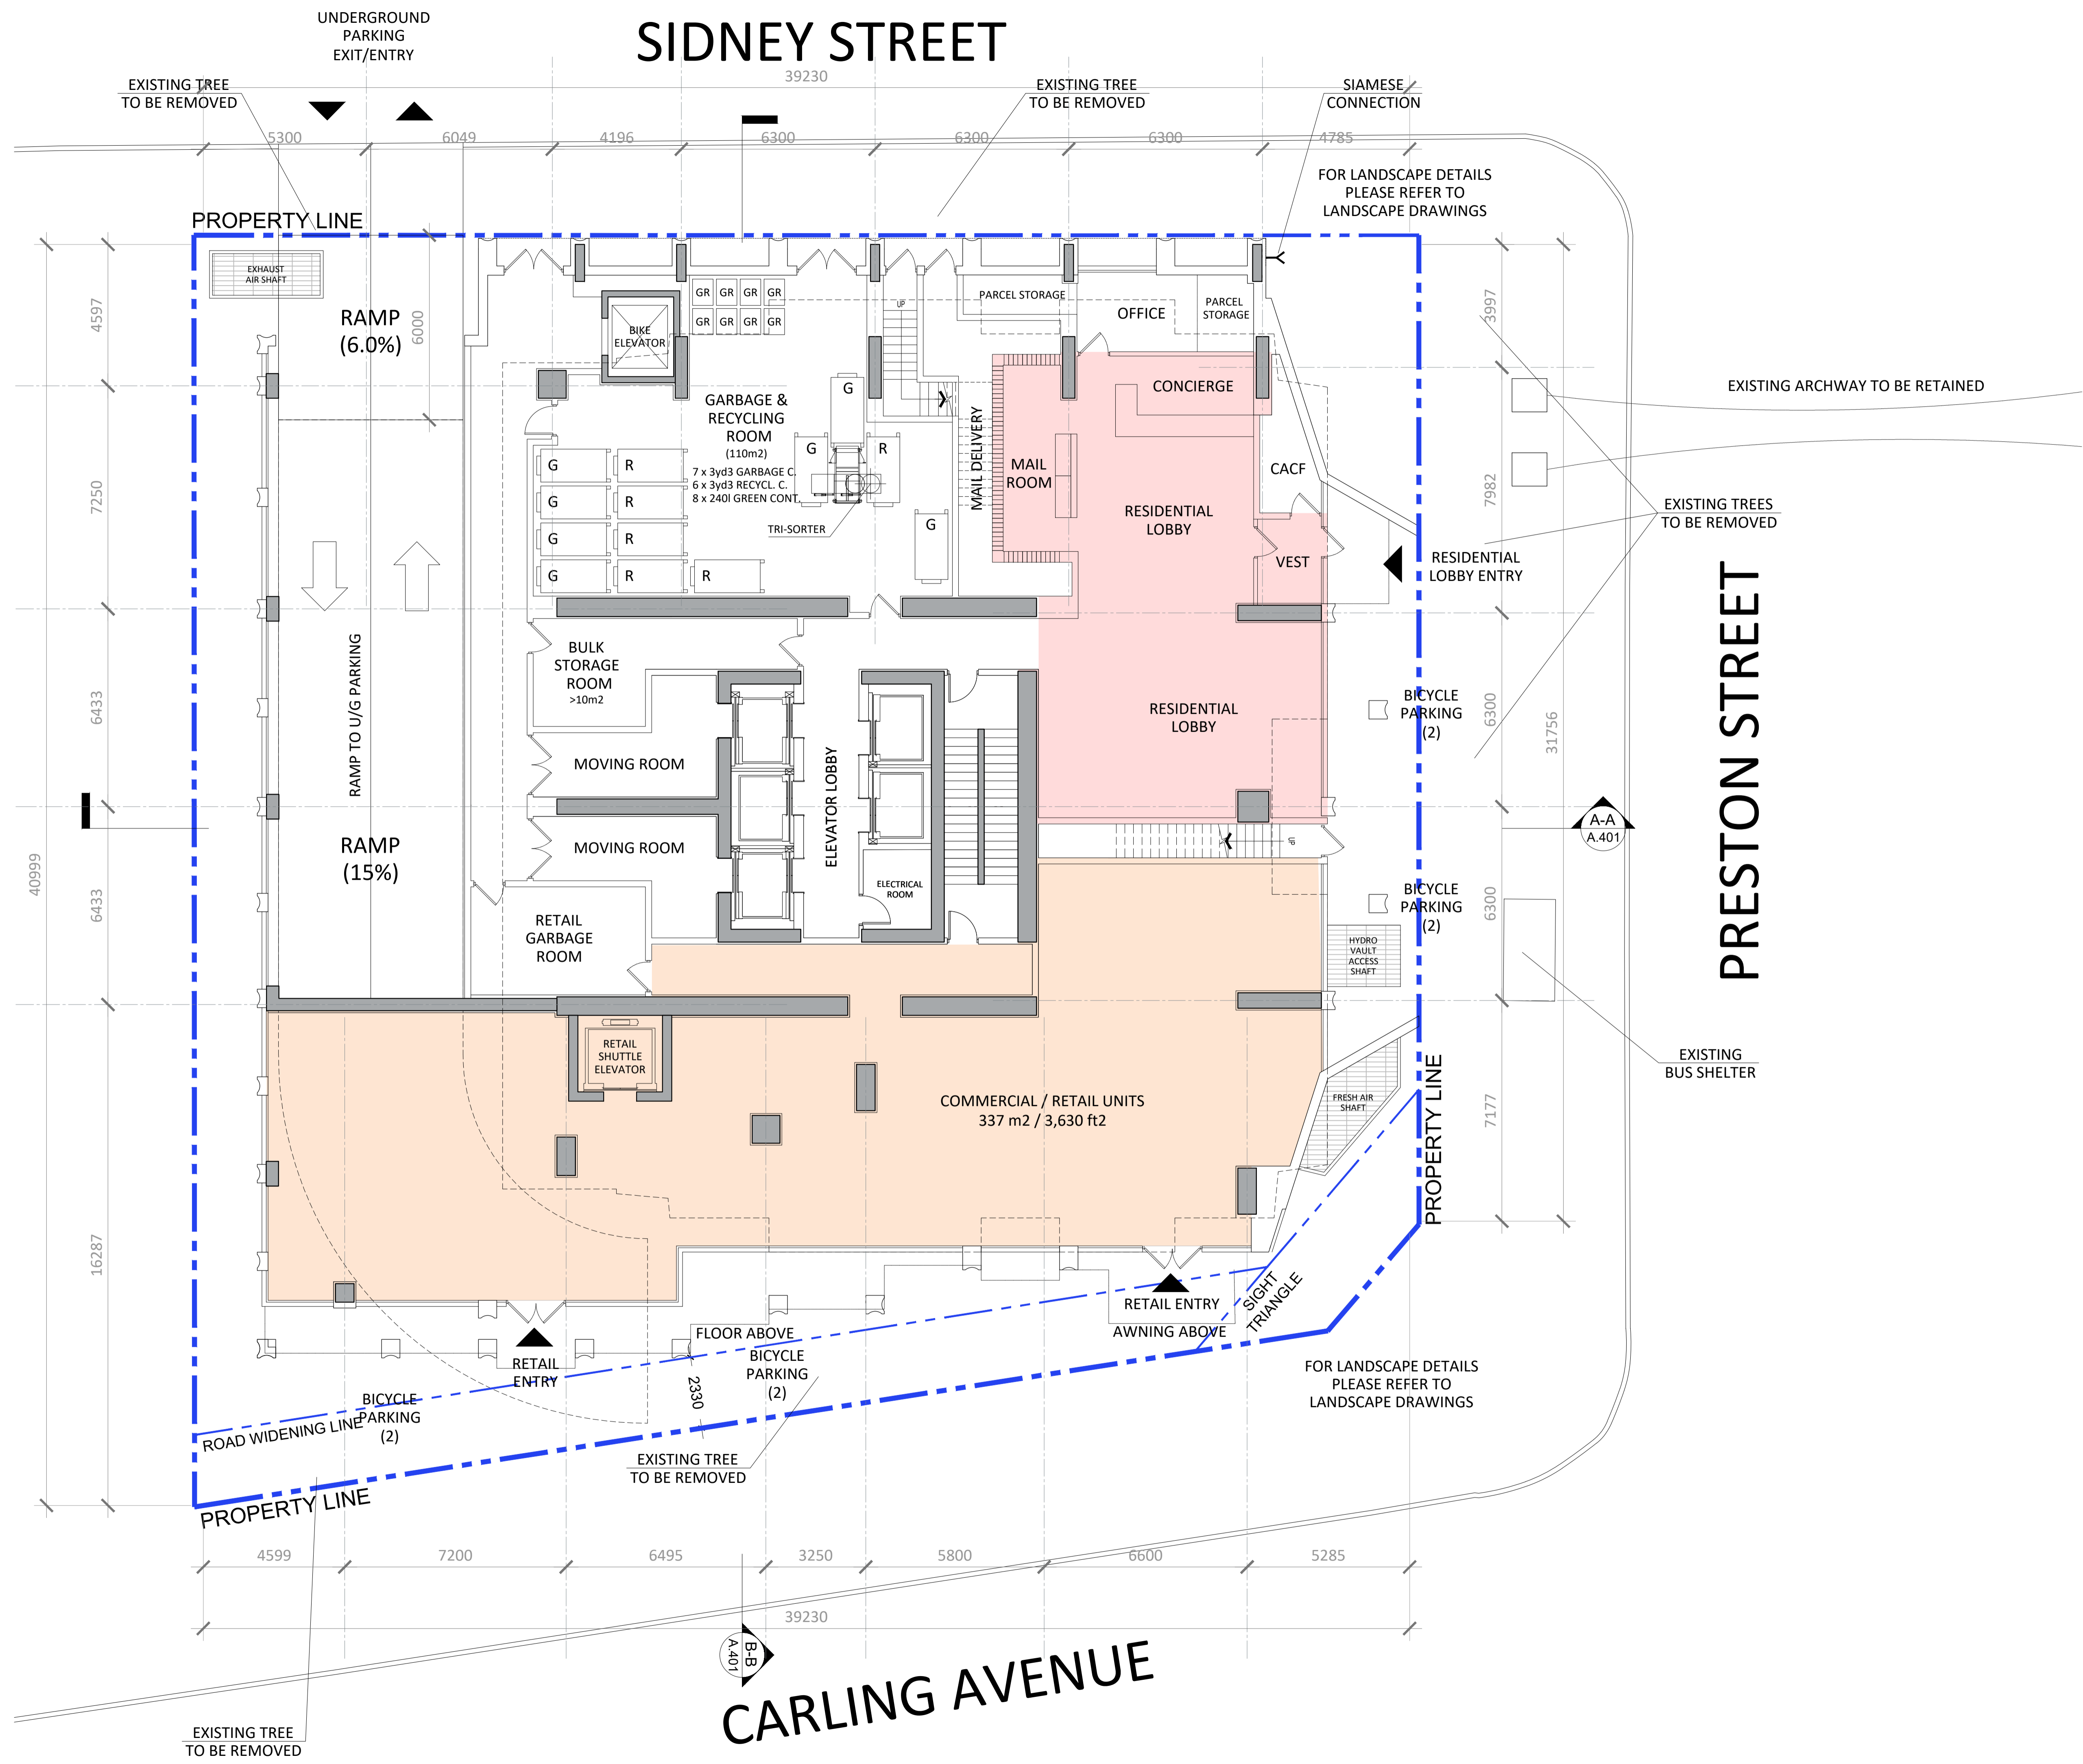 UNDERGROUND
PARKING
EXIT/ENTRY
SIDNEY STREET
39230
EXISTING TREE
TO BE REMOVED
EXISTING TREE
TO BE REMOVED
SIAMESE
CONNECTION
5300
6049
4196
6300
6300
6300
4785
FOR LANDSCAPE DETAILS
PLEASE REFER TO
LANDSCAPE DRAWINGS
PROPERTY LINE
EXHAUST
AIR SHAFT
RAMP
(6.0%)
6000
4597
BIKE
ELEVATOR
GR GR GR GR
GR GR GR GR
UP
PARCEL STORAGE
OFFICE
PARCEL
STORAGE
3997
EXISTING ARCHWAY TO BE RETAINED
CONCIERGE
GARBAGE &
RECYCLING
ROOM
(110m2)
7 x 3yd3 GARBAGE C.
6 x 3yd3 RECYCL. C.
8 x 240l GREEN CONT.
G
G
R
G
TRI-SORTER
G R
G R
G R
G R R
MAIL DELIVERY
MAIL
ROOM
RESIDENTIAL
LOBBY
CACF
VEST
7250
7982
EXISTING TREES
TO BE REMOVED
RESIDENTIAL
LOBBY ENTRY
PRESTON STREET
RAMP TO U/G PARKING
BULK
STORAGE
ROOM
>10m2
MOVING ROOM
MOVING ROOM
ELEVATOR LOBBY
ELECTRICAL
ROOM
RESIDENTIAL
LOBBY
BICYCLE
PARKING
(2)
6433
6300
31756
A-A
A.401
UP
RAMP
(15%)
40999
6433
RETAIL
GARBAGE
ROOM
BICYCLE
PARKING
(2)
6300
HYDRO
VAULT
ACCESS
SHAFT
EXISTING
BUS SHELTER
RETAIL
SHUTTLE
ELEVATOR
COMMERCIAL / RETAIL UNITS
337 m2 / 3,630 ft2
FRESH AIR
SHAFT
PROPERTY LINE
7177
16287
RETAIL ENTRY
AWNING ABOVE
SIGHT
TRIANGLE
FLOOR ABOVE
RETAIL
ENTRY
BICYCLE
PARKING
(2)
2330
BICYCLE
PARKING
(2)
ROAD WIDENING LINE
FOR LANDSCAPE DETAILS
PLEASE REFER TO
LANDSCAPE DRAWINGS
EXISTING TREE
TO BE REMOVED
PROPERTY LINE
4599
7200
6495
3250
5800
6600
5285
39230
B-B
A.401
CARLING AVENUE
EXISTING TREE
TO BE REMOVED